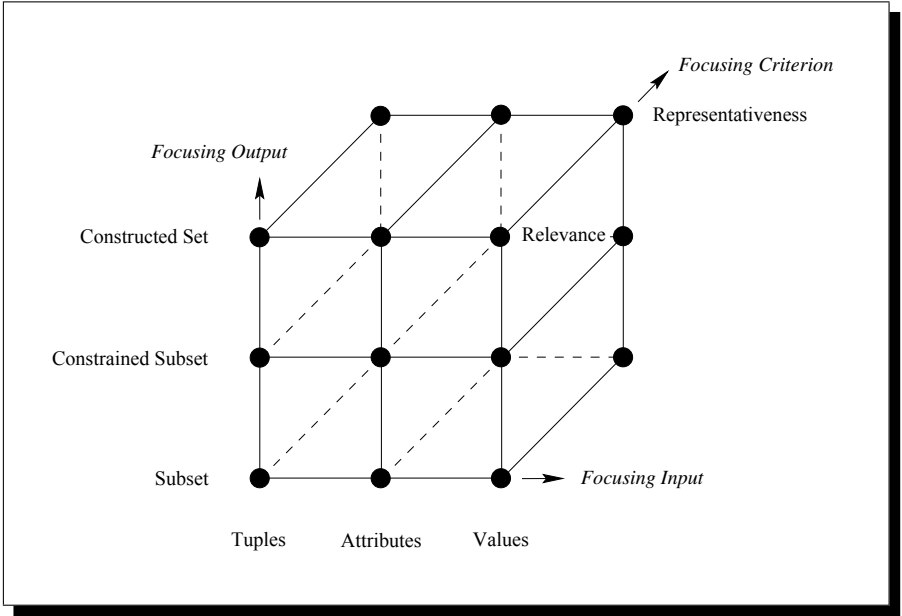 Focusing Criterion
Representativeness
Focusing Output
Constructed Set
Relevance
Constrained Subset
Subset
Focusing Input
Tuples Attributes Values